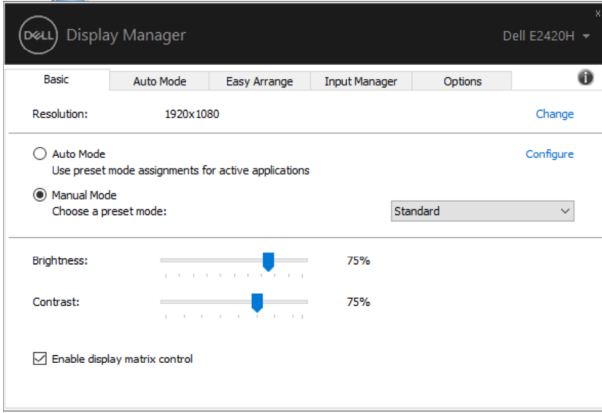 x
DELL Display Manager Dell E2420H
Basic Auto Mode Easy Arrange Input Manager Options i
Resolution: 1920x1080 Change
Auto Mode Configure
Use preset mode assignments for active applications
Manual Mode
Choose a preset mode: Standard
Brightness: 75%
Contrast: 75%
Enable display matrix control